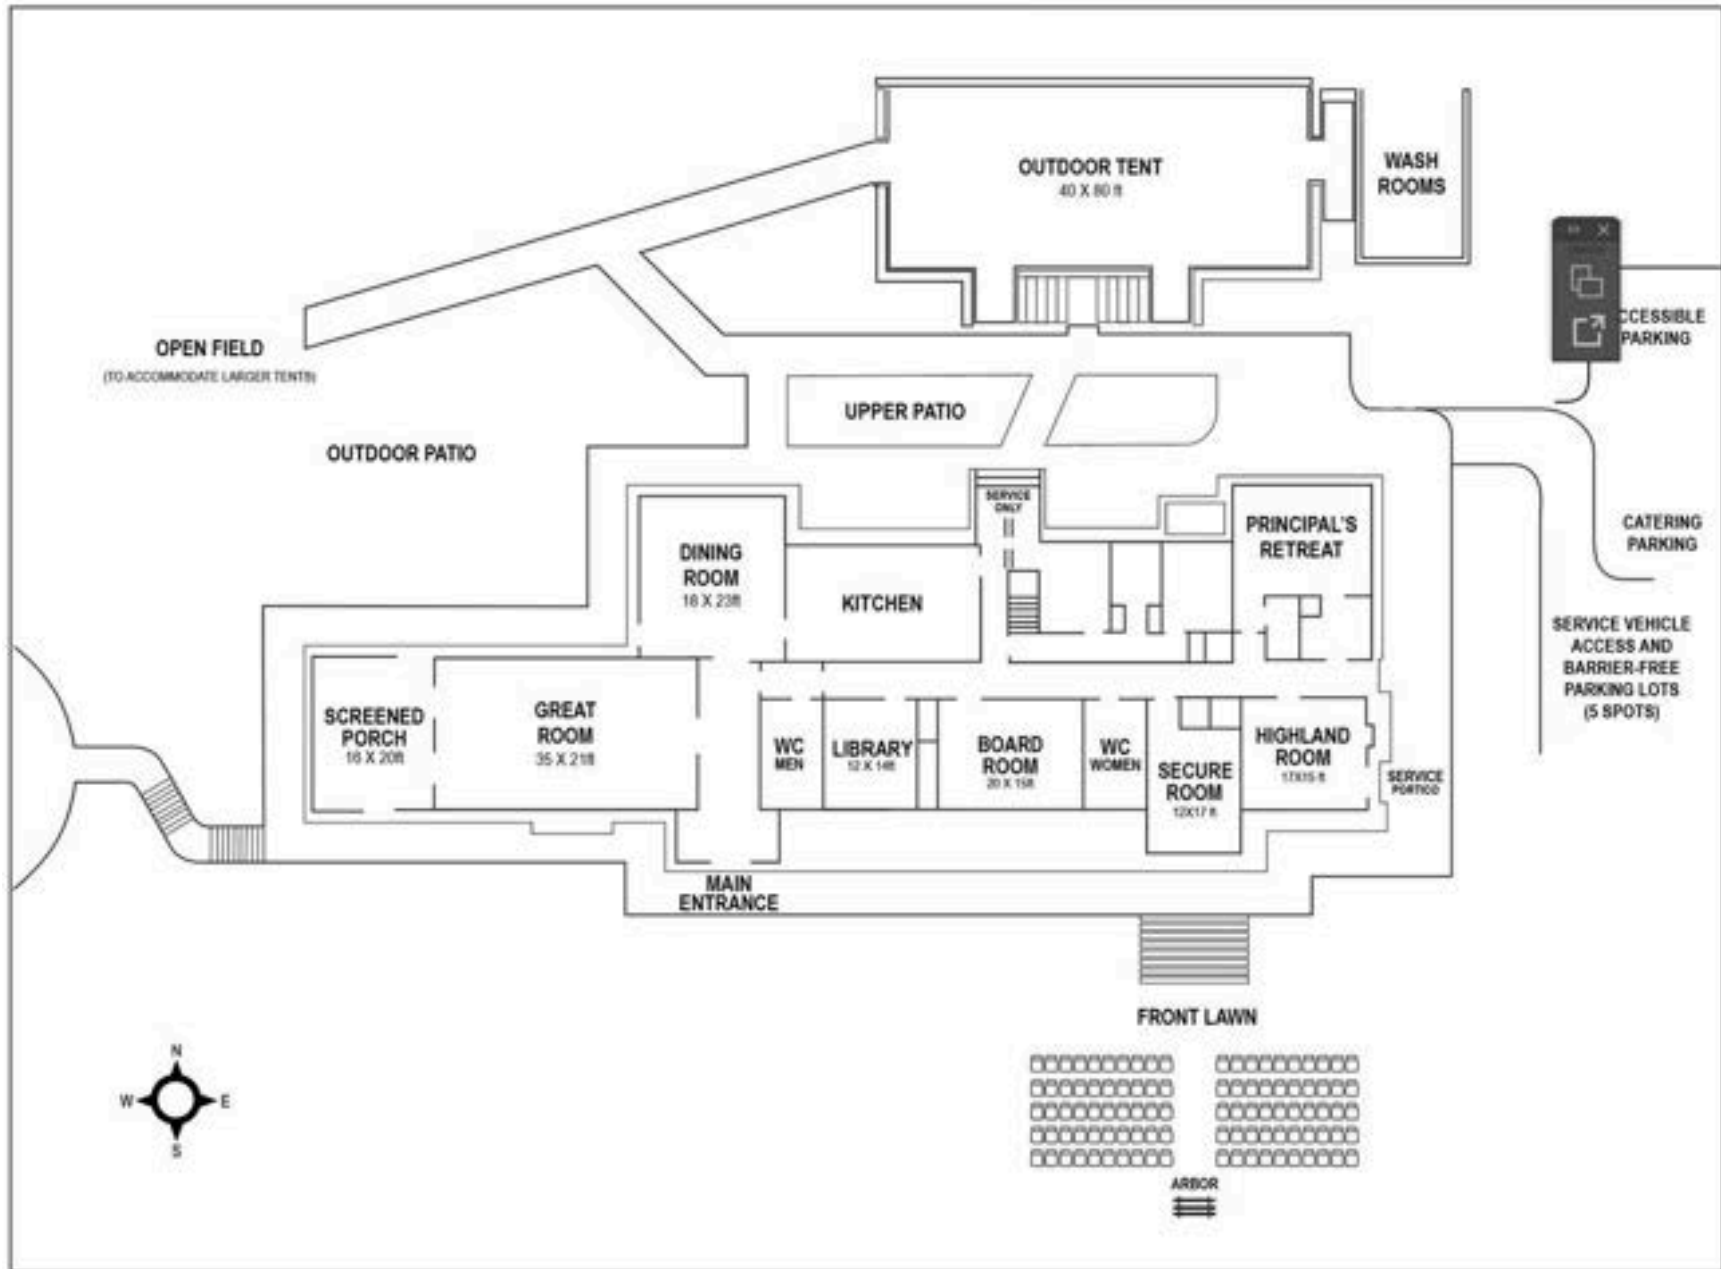 OUTDOOR TENT
40 X 80 ft
WASH
ROOMS
CCESSIBLE
PARKING
OPEN FIELD
(TO ACCOMMODATE LARGER TENTS)
OUTDOOR PATIO
UPPER PATIO
SERVICE
ONLY
PRINCIPAL'S
RETREAT
CATERING
PARKING
DINING
ROOM
18 X 23ft
KITCHEN
SERVICE VEHICLE
ACCESS AND
BARRIER-FREE
PARKING LOTS
(5 SPOTS)
SCREENED
PORCH
16 X 20ft
GREAT
ROOM
35 X 21ft
WC
MEN
LIBRARY
12 X 14ft
BOARD
ROOM
20 X 15ft
WC
WOMEN
SECURE
ROOM
12X17 ft
HIGHLAND
ROOM
17X15 ft
SERVICE
PORTICO
MAIN
ENTRANCE
FRONT LAWN
N
W E
S
ARBOR